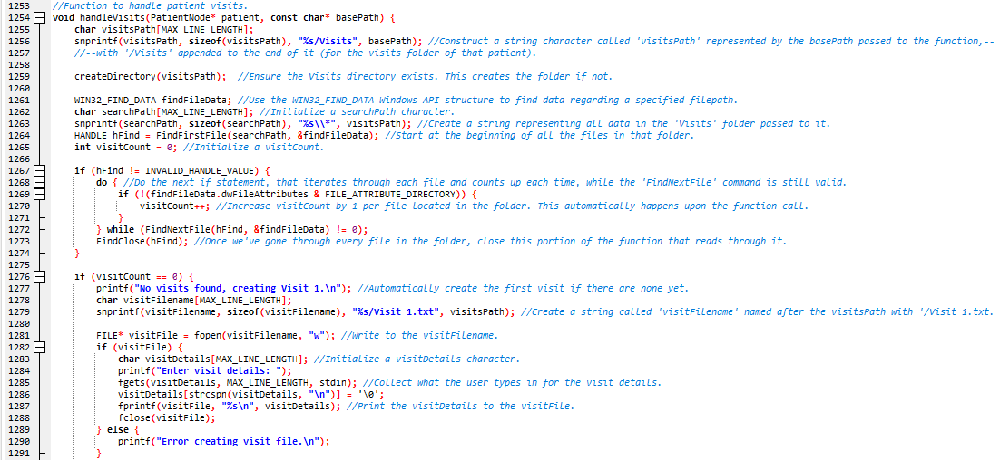 1253 //Function to handle patient visits.
1254 void handleVisits(PatientNode* patient, const char* basePath) {
1255 char visitsPath[MAX_LINE_LENGTH];
1256 snprintf(visitsPath, sizeof(visitsPath), "%s/Visits", basePath); //Construct a string character called 'visitsPath' represented by the basePath passed to the function,--
1257 //--with '/Visits' appended to the end of it (for the visits folder of that patient).
1258
1259 createDirectory(visitsPath); //Ensure the Visits directory exists. This creates the folder if not.
1260
1261 WIN32_FIND_DATA findFileData; //Use the WIN32_FIND_DATA Windows API structure to find data regarding a specified filepath.
1262 char searchPath[MAX_LINE_LENGTH]; //Initialize a searchPath character.
1263 snprintf(searchPath, sizeof(searchPath), "%s\\*", visitsPath); //Create a string representing all data in the 'Visits' folder passed to it.
1264 HANDLE hFind = FindFirstFile(searchPath, &findFileData); //Start at the beginning of all the files in that folder.
1265 int visitCount = 0; //Initialize a visitCount.
1266
1267 if (hFind != INVALID_HANDLE_VALUE) {
1268 do { //Do the next if statement, that iterates through each file and counts up each time, while the 'FindNextFile' command is still valid.
1269 if (!(findFileData.dwFileAttributes & FILE_ATTRIBUTE_DIRECTORY)) {
1270 visitCount++; //Increase visitCount by 1 per file located in the folder. This automatically happens upon the function call.
1271 }
1272 } while (FindNextFile(hFind, &findFileData) != 0);
1273 FindClose(hFind); //Once we've gone through every file in the folder, close this portion of the function that reads through it.
1274 }
1275
1276 if (visitCount == 0) {
1277 printf("No visits found, creating Visit 1.\n"); //Automatically create the first visit if there are none yet.
1278 char visitFilename[MAX_LINE_LENGTH];
1279 snprintf(visitFilename, sizeof(visitFilename), "%s/Visit 1.txt", visitsPath); //Create a string called 'visitFilename' named after the visitsPath with '/Visit 1.txt.
1280
1281 FILE* visitFile = fopen(visitFilename, "w"); //Write to the visitFilename.
1282 if (visitFile) {
1283 char visitDetails[MAX_LINE_LENGTH]; //Initialize a visitDetails character.
1284 printf("Enter visit details: ");
1285 fgets(visitDetails, MAX_LINE_LENGTH, stdin); //Collect what the user types in for the visit details.
1286 visitDetails[strcspn(visitDetails, "\n")] = '\0';
1287 fprintf(visitFile, "%s\n", visitDetails); //Print the visitDetails to the visitFile.
1288 fclose(visitFile);
1289 } else {
1290 printf("Error creating visit file.\n");
1291 }